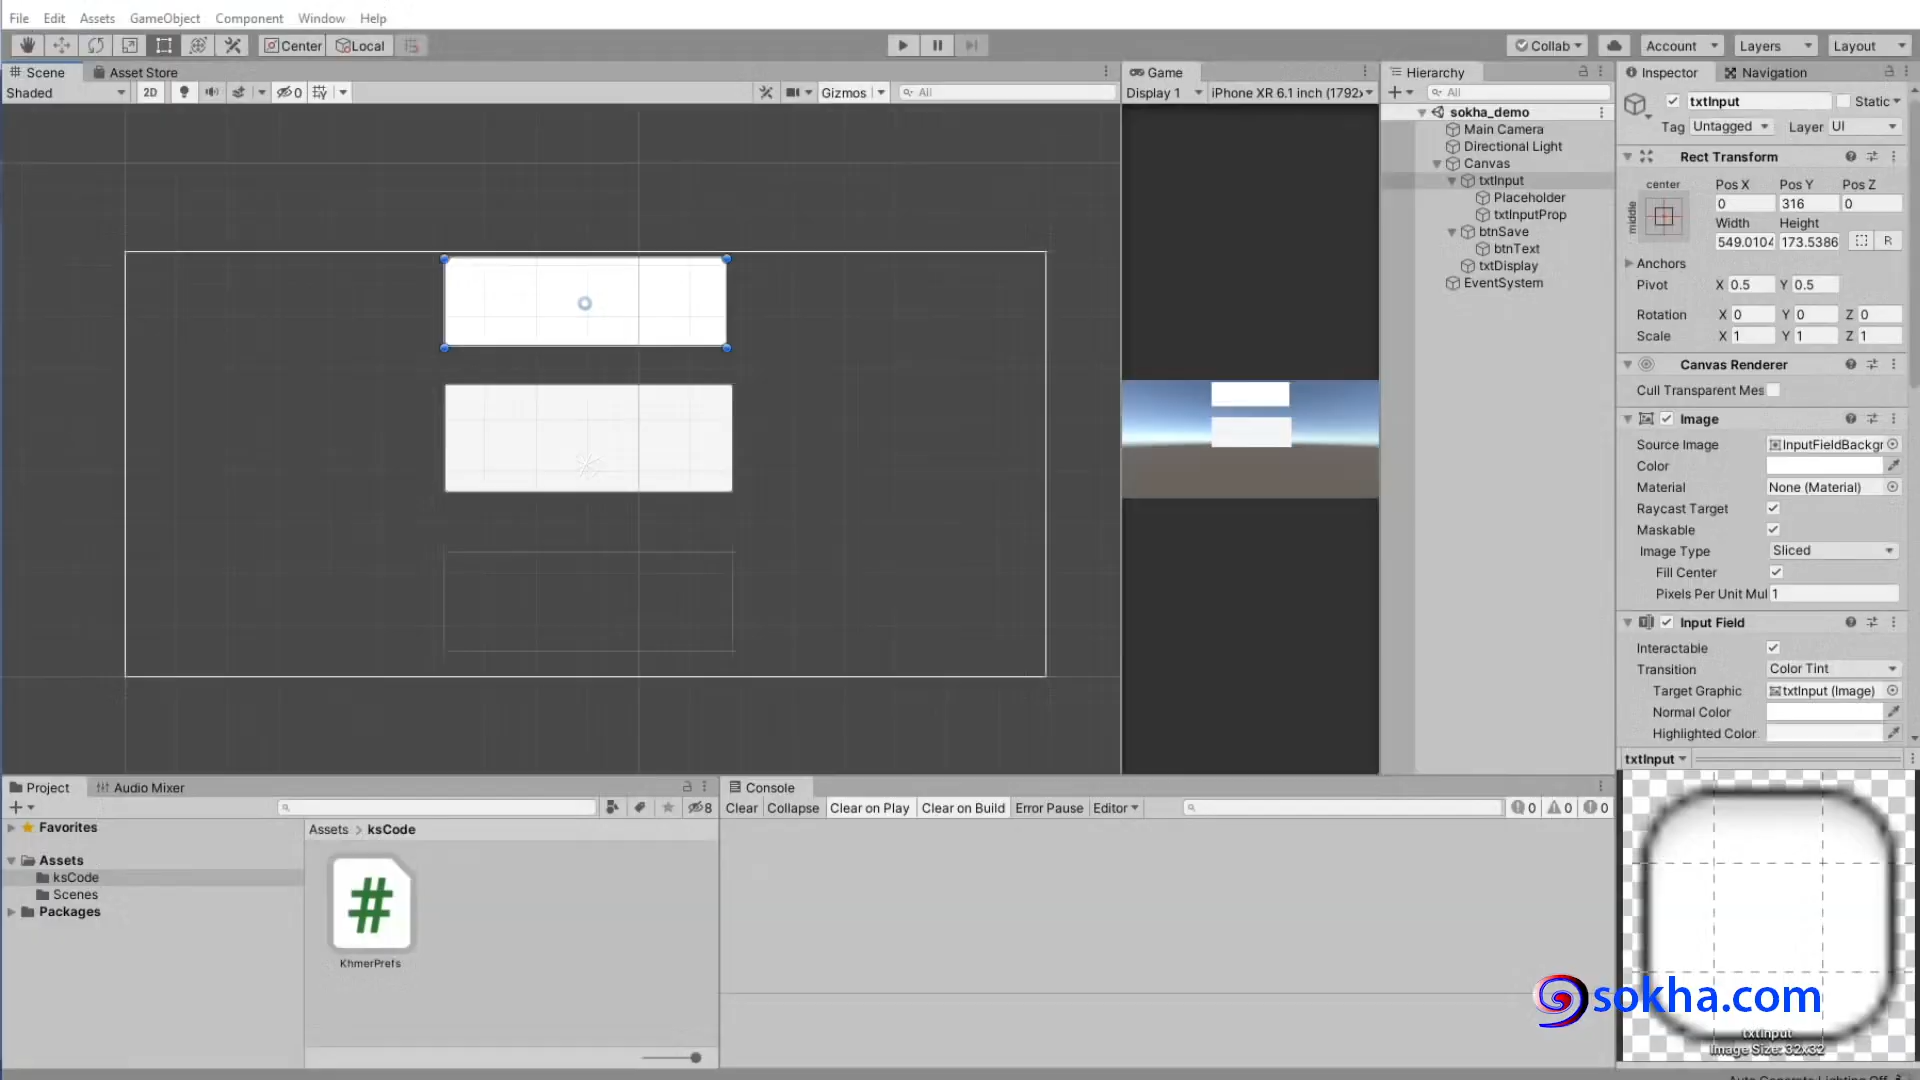 File Edit Assets GameObject Component Window Help
Center Local Collab Account Layers Layout
Scene Asset Store Game Hierarchy Inspector Navigation
Shaded 2D 0 Gizmos All Display 1 iPhone XR 6.1 inch (1792x All
txtInput Static
Tag Untagged Layer UI
sokha_demo
Main Camera
Directional Light
Canvas
txtInput
Placeholder
txtInputProp
btnSave
btnText
txtDisplay
EventSystem
Rect Transform
center Pos X Pos Y Pos Z
middle 0 316 0
Width Height
549.0104 173.5386 R
Anchors
Pivot X 0.5 Y 0.5
Rotation X 0 Y 0 Z 0
Scale X 1 Y 1 Z 1
Canvas Renderer
Cull Transparent Mes
Image
Source Image InputFieldBackgr
Color
Material None (Material)
Raycast Target
Maskable
Image Type Sliced
Fill Center
Pixels Per Unit Mul 1
Input Field
Interactable
Transition Color Tint
Target Graphic txtInput (Image)
Normal Color
Highlighted Color
txtInput
Project Audio Mixer Console
8 Clear Collapse Clear on Play Clear on Build Error Pause Editor 0 0 0
Favorites
Assets
ksCode
Scenes
Packages
Assets > ksCode
#
KhmerPrefs
sokha.com
txtInput
Image Size: 32x32